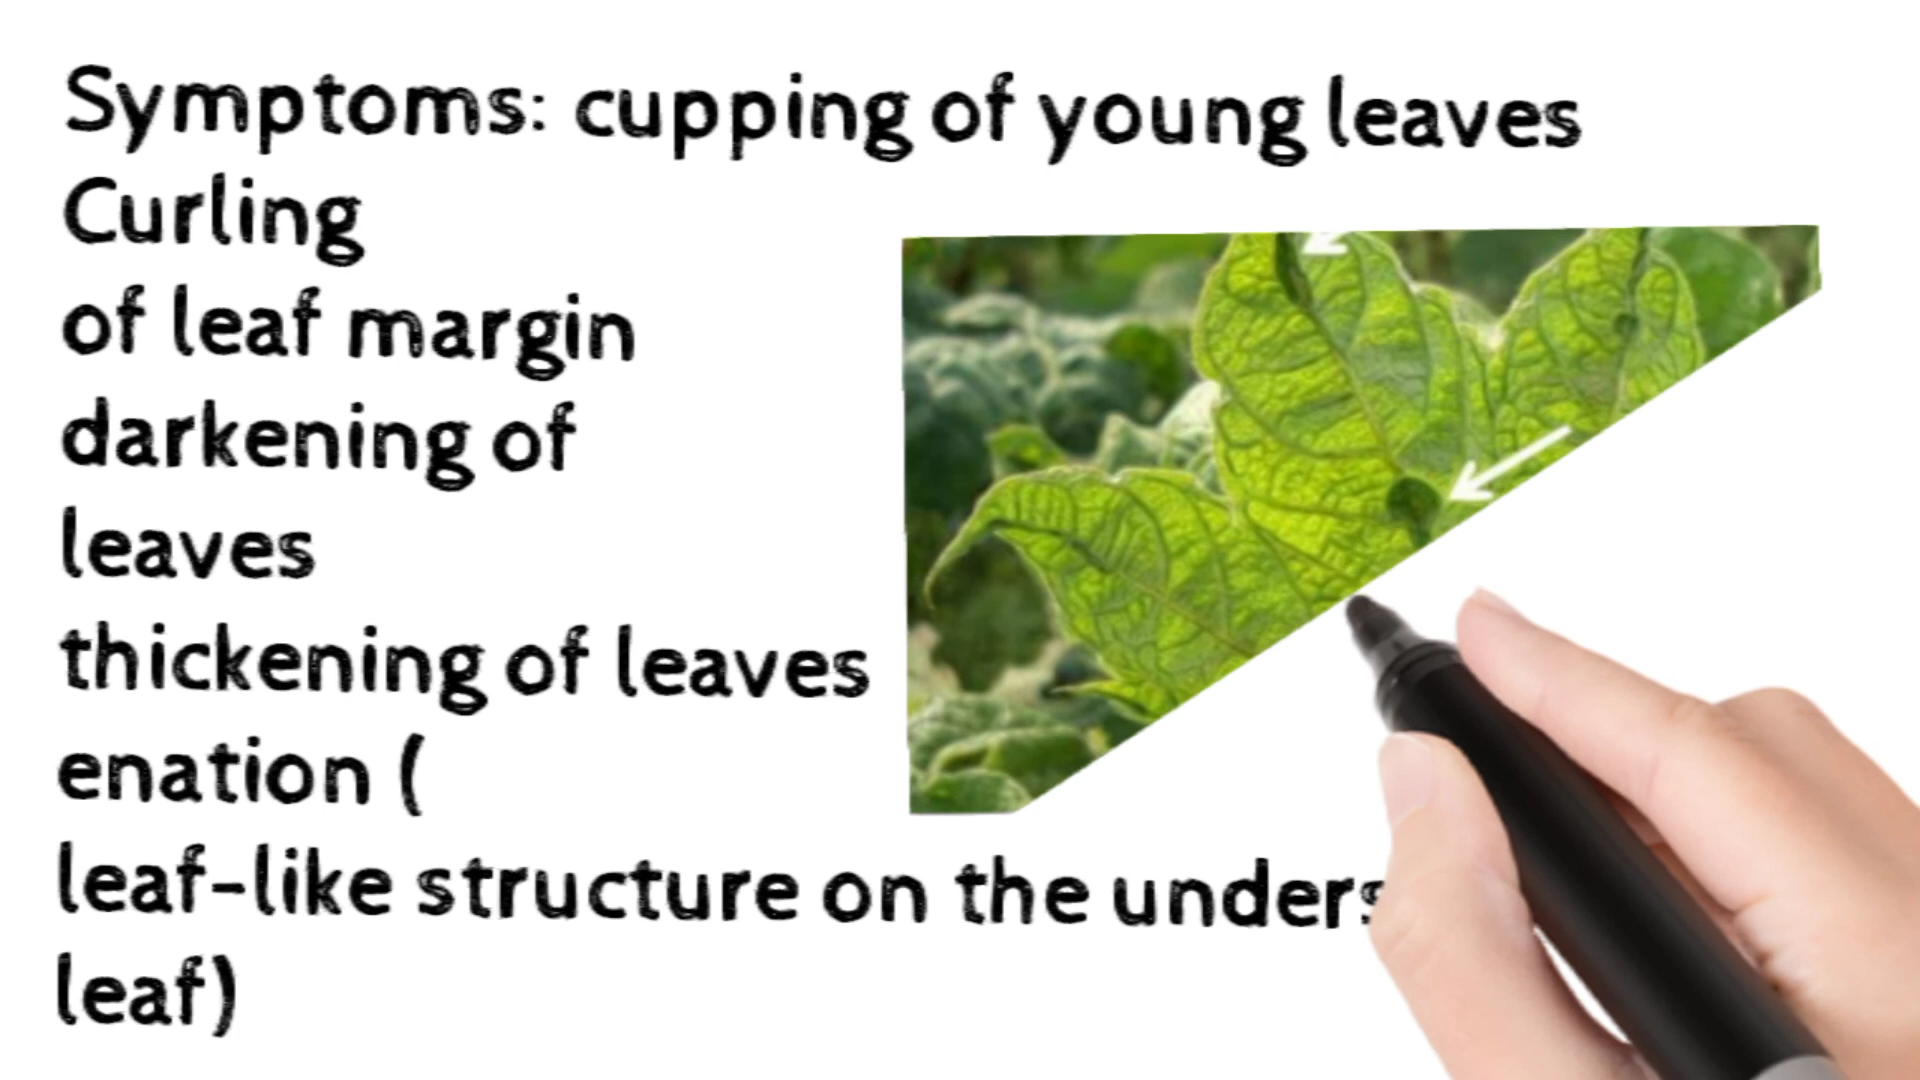 Symptoms: cupping of young leaves
Curling
of leaf margin
darkening of
leaves
thickening of leaves
enation (
leaf-like structure on the
leaf)